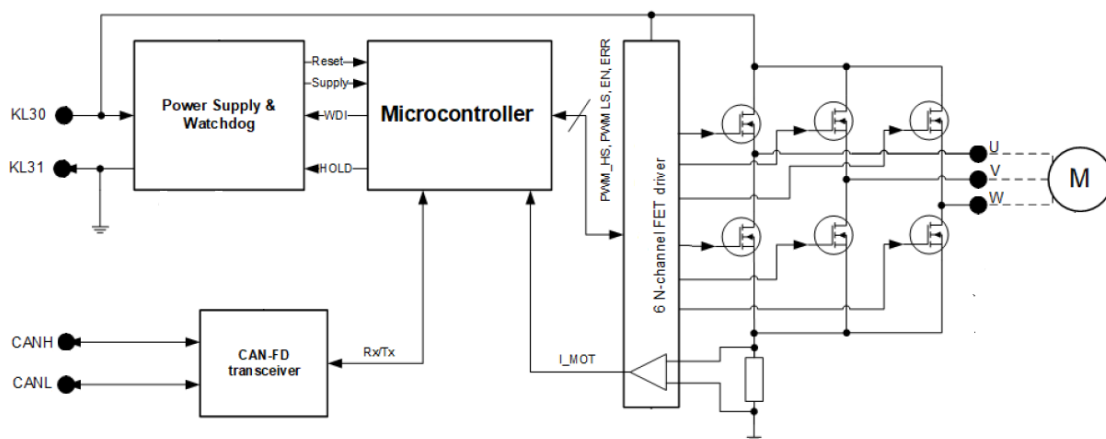 KL30
KL31
Power Supply &
Watchdog
Reset
Supply
WDI
HOLD
Microcontroller
PWM_HS, PWM LS, EN, ERR
6 N-channel FET driver
U
V
W
M
CANH
CANL
CAN-FD
transceiver
Rx/Tx
I_MOT